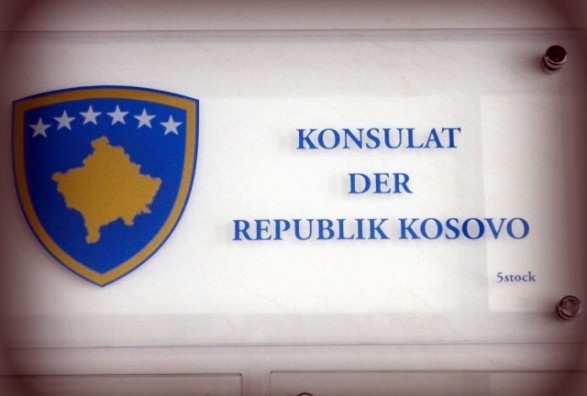 KONSULAT
DER
REPUBLIK KOSOVO
5stock